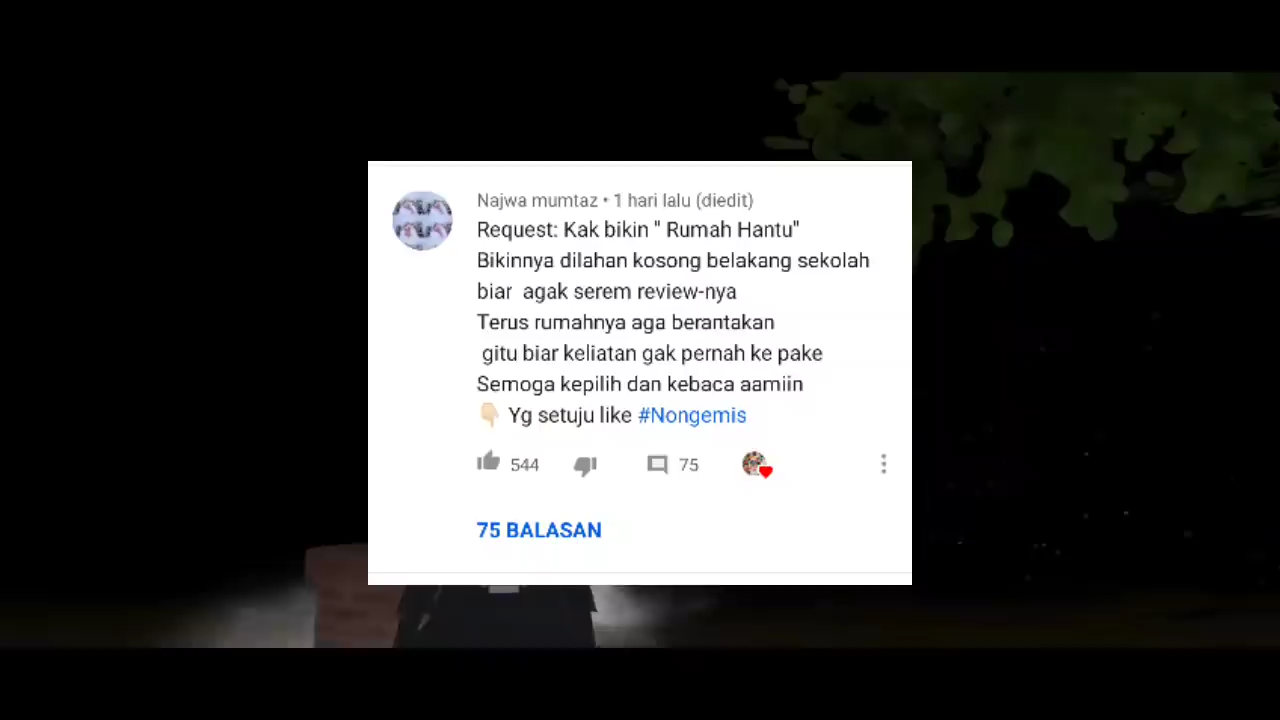 Najwa mumtaz • 1 hari lalu (diedit)
Request: Kak bikin " Rumah Hantu"
Bikinnya dilahan kosong belakang sekolah
biar  agak serem review-nya
Terus rumahnya aga berantakan
gitu biar keliatan gak pernah ke pake
Semoga kepilih dan kebaca aamiin
👇🏻 Yg setuju like #Nongemis
544 75
75 BALASAN